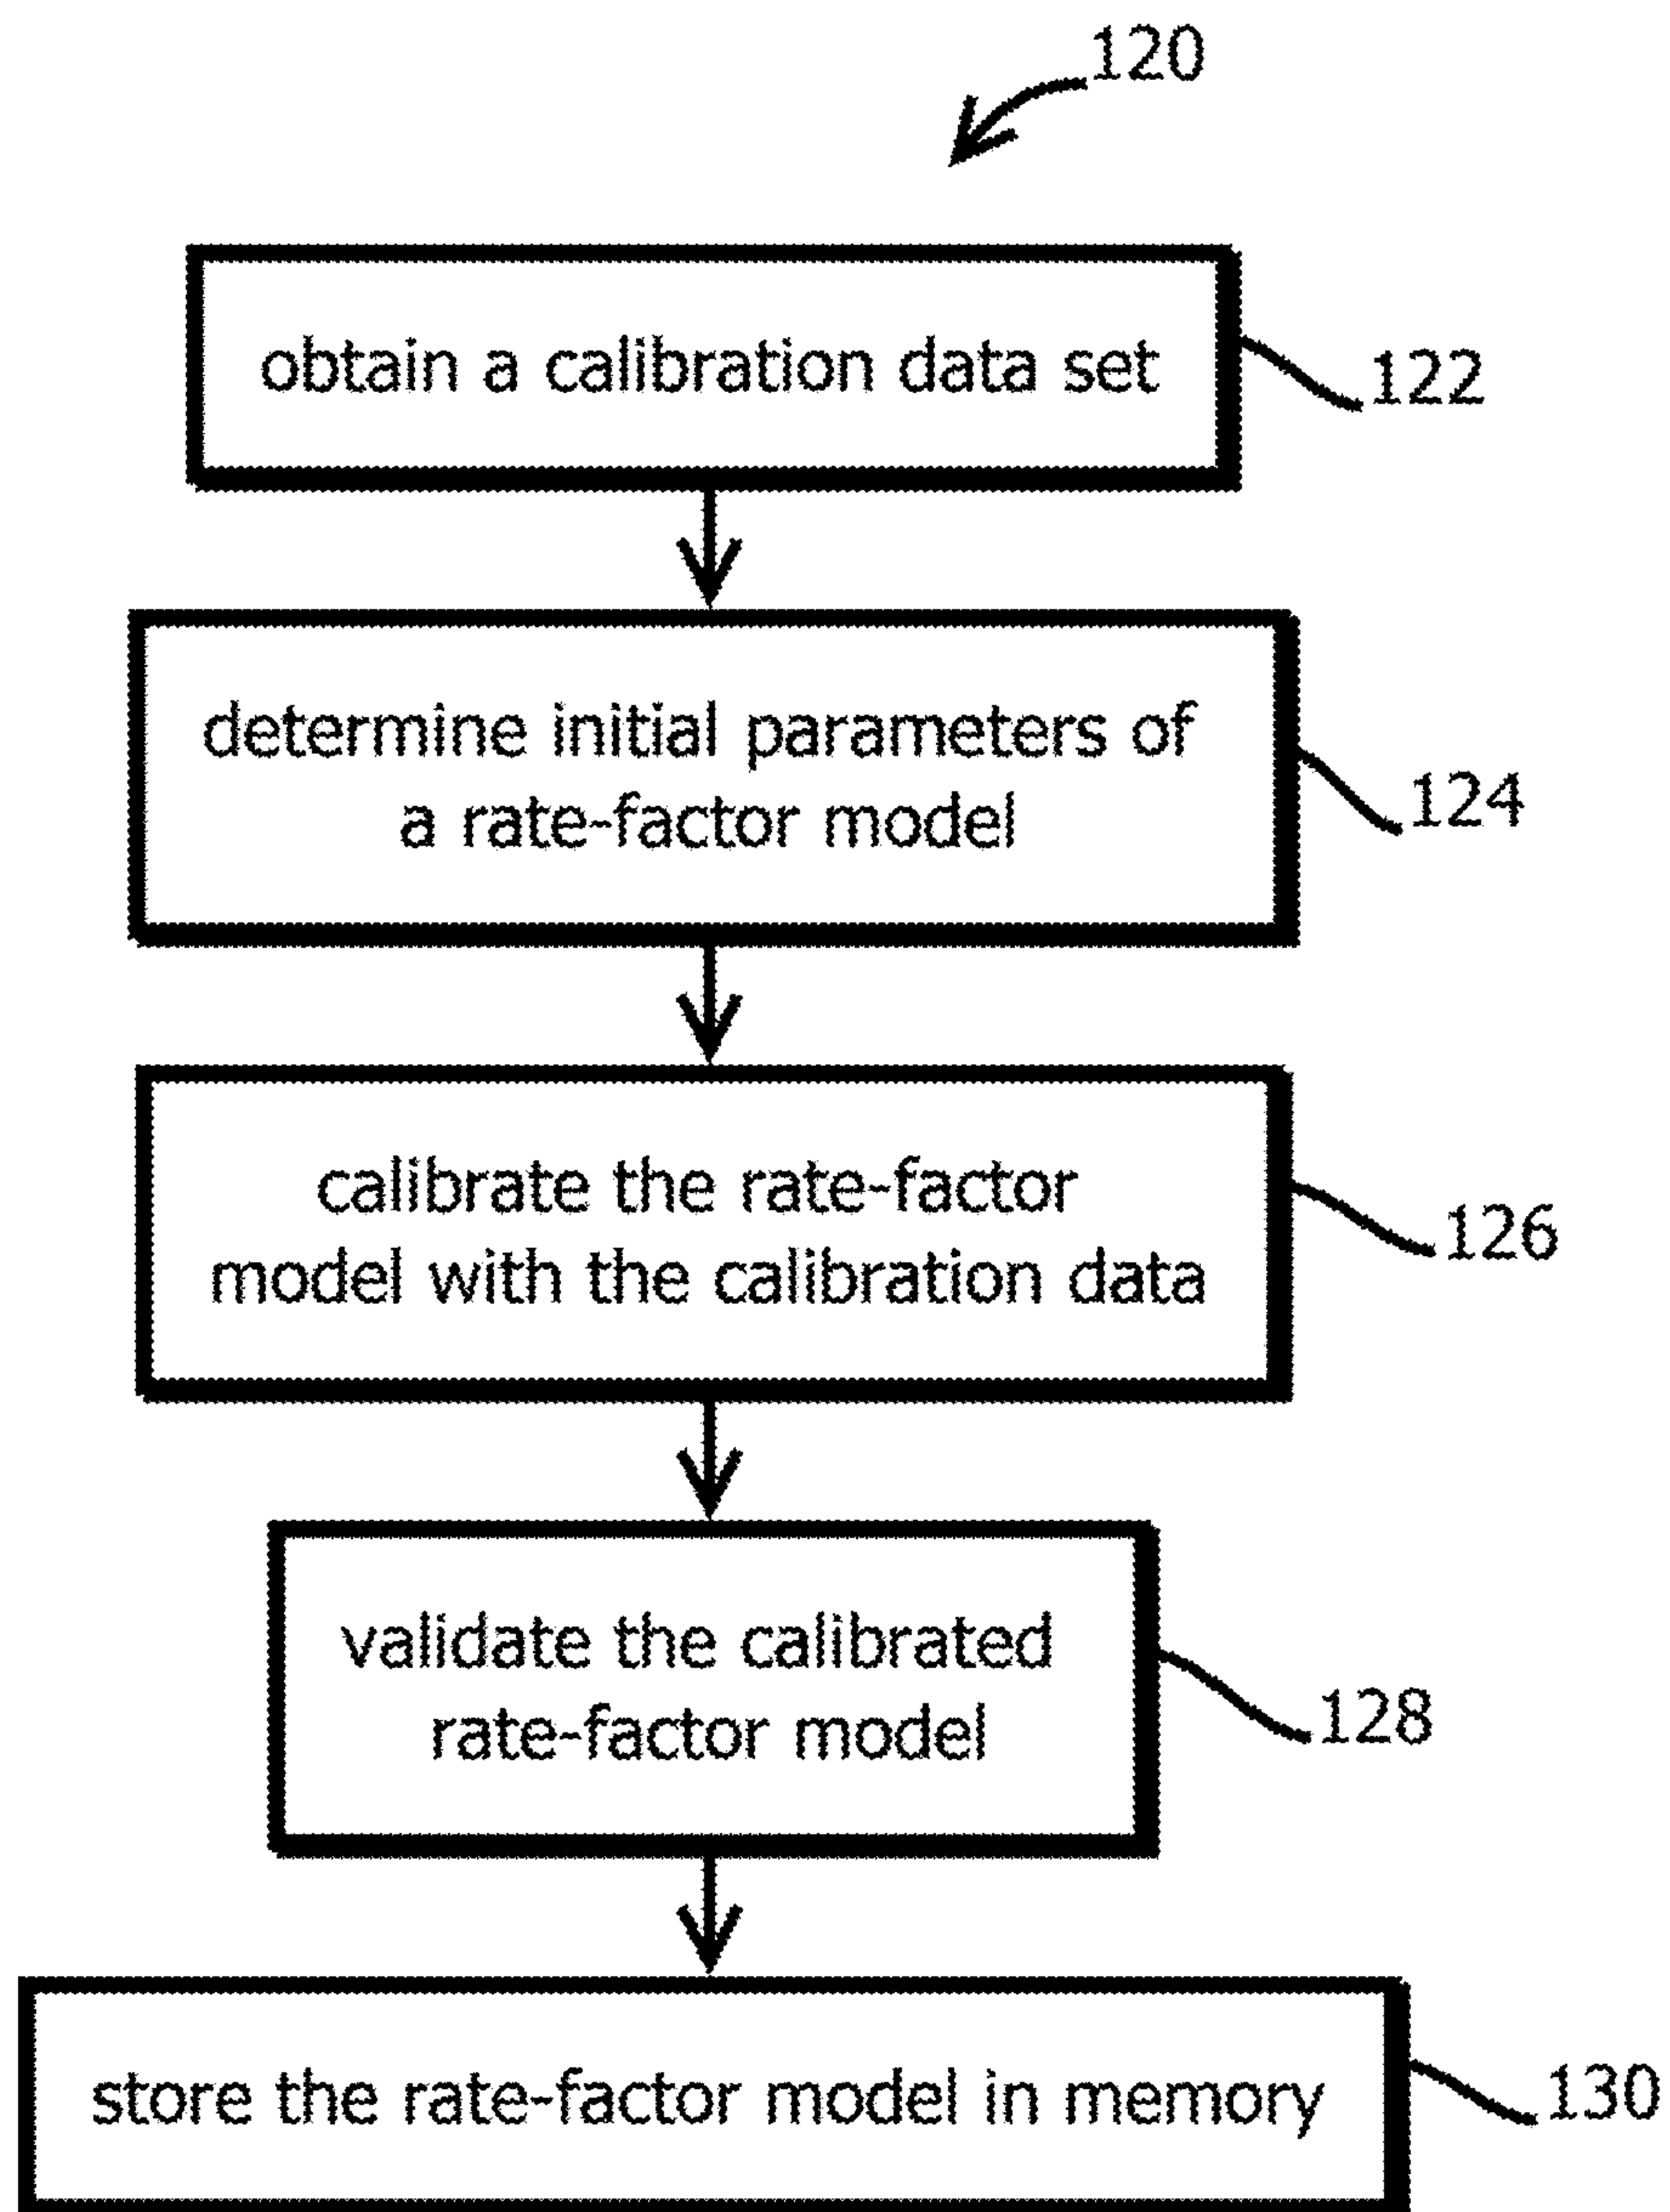 120
obtain a calibration data set
122
determine initial parameters of
a rate-factor model
124
calibrate the rate-factor
model with the calibration data
126
validate the calibrated
rate-factor model
128
store the rate-factor model in memory
130